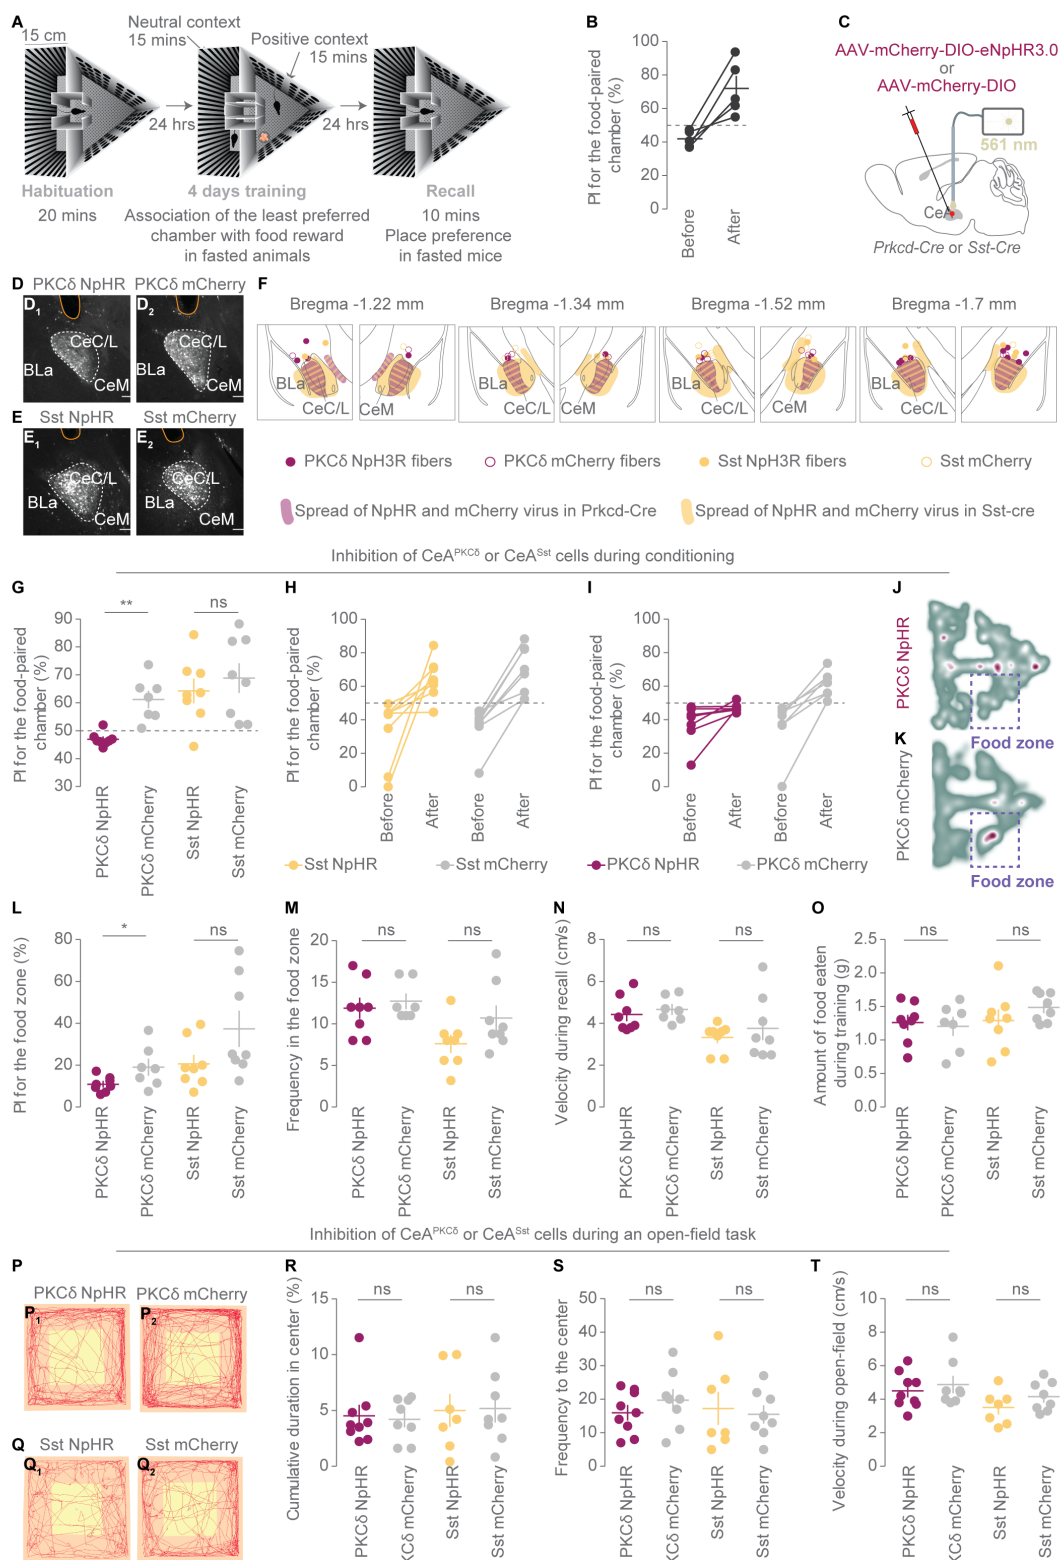 A
15 cm
Neutral context
15 mins
Positive context
15 mins
24 hrs
24 hrs
Habituation
20 mins
4 days training
Association of the least preferred
chamber with food reward
in fasted animals
Recall
10 mins
Place preference
in fasted mice
B
PI for the food-paired
chamber (%)
100
80
60
40
20
0
Before
After
C
AAV-mCherry-DIO-eNpHR3.0
or
AAV-mCherry-DIO
561 nm
CeA
Prkcd-Cre or Sst-Cre
D
PKCδ NpHR
PKCδ mCherry
D1
CeC/L
BLa
CeM
D2
CeC/L
BLa
CeM
E
Sst NpHR
Sst mCherry
E1
CeC/L
BLa
CeM
E2
CeC/L
BLa
CeM
F
Bregma -1.22 mm
Bregma -1.34 mm
Bregma -1.52 mm
Bregma -1.7 mm
BLa
CeC/L
CeM
BLa
CeC/L
CeM
BLa
CeC/L
CeM
BLa
CeC/L
CeM
PKCδ NpH3R fibers
PKCδ mCherry fibers
Sst NpH3R fibers
Sst mCherry
Spread of NpHR and mCherry virus in Prkcd-Cre
Spread of NpHR and mCherry virus in Sst-cre
Inhibition of CeAPKCδ or CeASst cells during conditioning
G
PI for the food-paired
chamber (%)
90
80
70
60
50
40
30
**
ns
PKCδ NpHR
PKCδ mCherry
Sst NpHR
Sst mCherry
H
PI for the food-paired
chamber (%)
100
80
60
40
20
0
Before
After
Before
After
I
PI for the food-paired
chamber (%)
100
80
60
40
20
0
Before
After
Before
After
Sst NpHR
Sst mCherry
PKCδ NpHR
PKCδ mCherry
J
PKCδ NpHR
Food zone
K
PKCδ mCherry
Food zone
L
PI for the food zone (%)
80
60
40
20
0
*
ns
PKCδ NpHR
PKCδ mCherry
Sst NpHR
Sst mCherry
M
Frequency in the food zone
20
15
10
5
0
ns
ns
PKCδ NpHR
PKCδ mCherry
Sst NpHR
Sst mCherry
N
Velocity during recall (cm/s)
8
6
4
2
0
ns
ns
PKCδ NpHR
PKCδ mCherry
Sst NpHR
Sst mCherry
O
Amount of food eaten
during training (g)
2.5
2.0
1.5
1.0
0.5
0
ns
ns
PKCδ NpHR
PKCδ mCherry
Sst NpHR
Sst mCherry
Inhibition of CeAPKCδ or CeASst cells during an open-field task
P
PKCδ NpHR
PKCδ mCherry
P1
P2
Q
Sst NpHR
Sst mCherry
Q1
Q2
R
Cumulative duration in center (%)
15
10
5
0
ns
ns
PKCδ NpHR
KCδ mCherry
Sst NpHR
Sst mCherry
S
Frequency to the center
50
40
30
20
10
0
ns
ns
PKCδ NpHR
KCδ mCherry
Sst NpHR
Sst mCherry
T
Velocity during open-field (cm/s)
10
8
6
4
2
0
ns
ns
PKCδ NpHR
KCδ mCherry
Sst NpHR
Sst mCherry